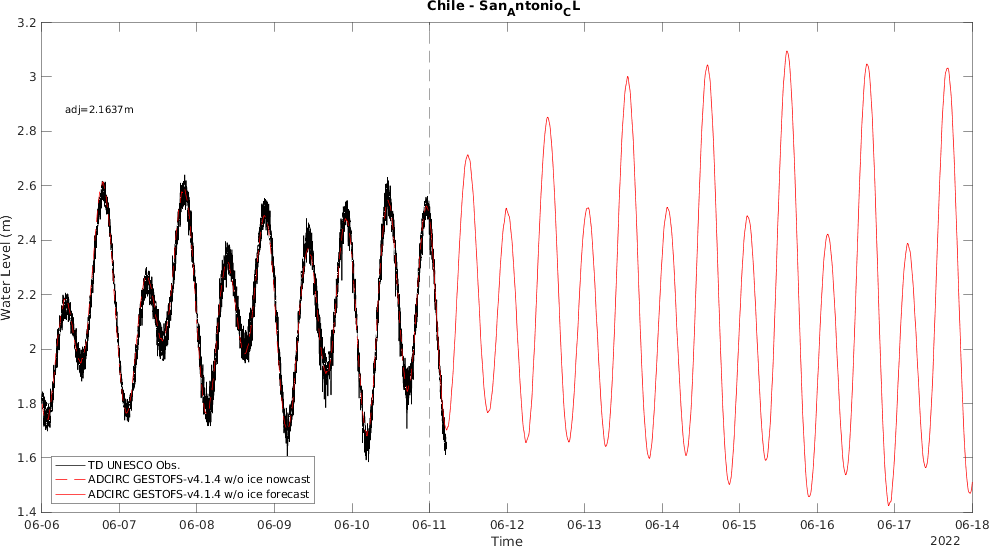 Chile - SanAntonioCL
3.2
3
2.8
2.6
2.4
2.2
2
1.8
1.6
1.4
Water Level (m)
adj=2.1637m
TD UNESCO Obs.
ADCIRC GESTOFS-v4.1.4 w/o ice nowcast
ADCIRC GESTOFS-v4.1.4 w/o ice forecast
06-06 06-07 06-08 06-09 06-10 06-11 06-12 06-13 06-14 06-15 06-16 06-17 06-18
Time
2022